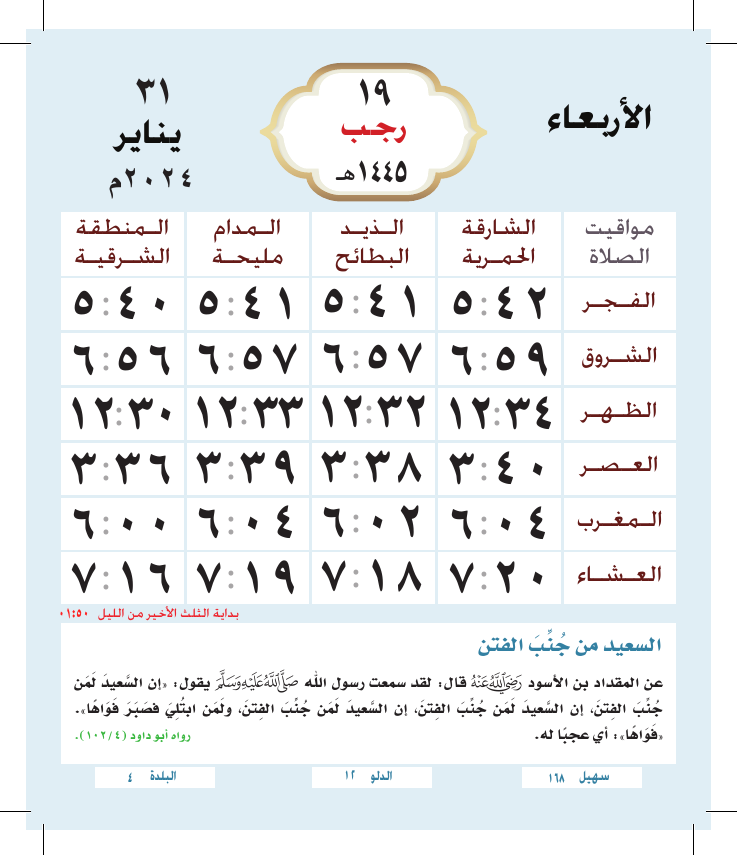 الأربعاء
١٩
رجب
١٤٤٥هـ
٣١
يناير
٢٠٢٤م
مواقيت الصلاة	الشارقة الحمرية	الذيد البطائح	المدام مليحة	المنطقة الشرقية
الفجر	٥:٤٢	٥:٤١	٥:٤١	٥:٤٠
الشروق	٦:٥٩	٦:٥٧	٦:٥٧	٦:٥٦
الظهر	١٢:٣٤	١٢:٣٢	١٢:٣٣	١٢:٣٠
العصر	٣:٤٠	٣:٣٨	٣:٣٩	٣:٣٦
المغرب	٦:٠٤	٦:٠٢	٦:٠٤	٦:٠٠
العشاء	٧:٢٠	٧:١٨	٧:١٩	٧:١٦
بداية الثلث الأخير من الليل ٠١:٥٠
السعيد من جُنِّبَ الفتن
عن المقداد بن الأسود رَضِيَ اللَّهُ عَنْهُ قال: لقد سمعت رسول الله صَلَّى اللَّهُ عَلَيْهِ وَسَلَّمَ يقول: «إن السَّعيدَ لَمَن
جُنِّبَ الفتنَ، إن السَّعيدَ لَمَن جُنِّبَ الفتنَ، إن السَّعيدَ لَمَن جُنِّبَ الفتنَ، ولَمَن ابتُلِيَ فصَبَرَ فَوَاهًا».
«فَوَاهًا»: أي عجبًا له. رواه أبو داود (٤/١٠٢).
سهيل ١٦٨	الدلو ١٢	البلدة ٤